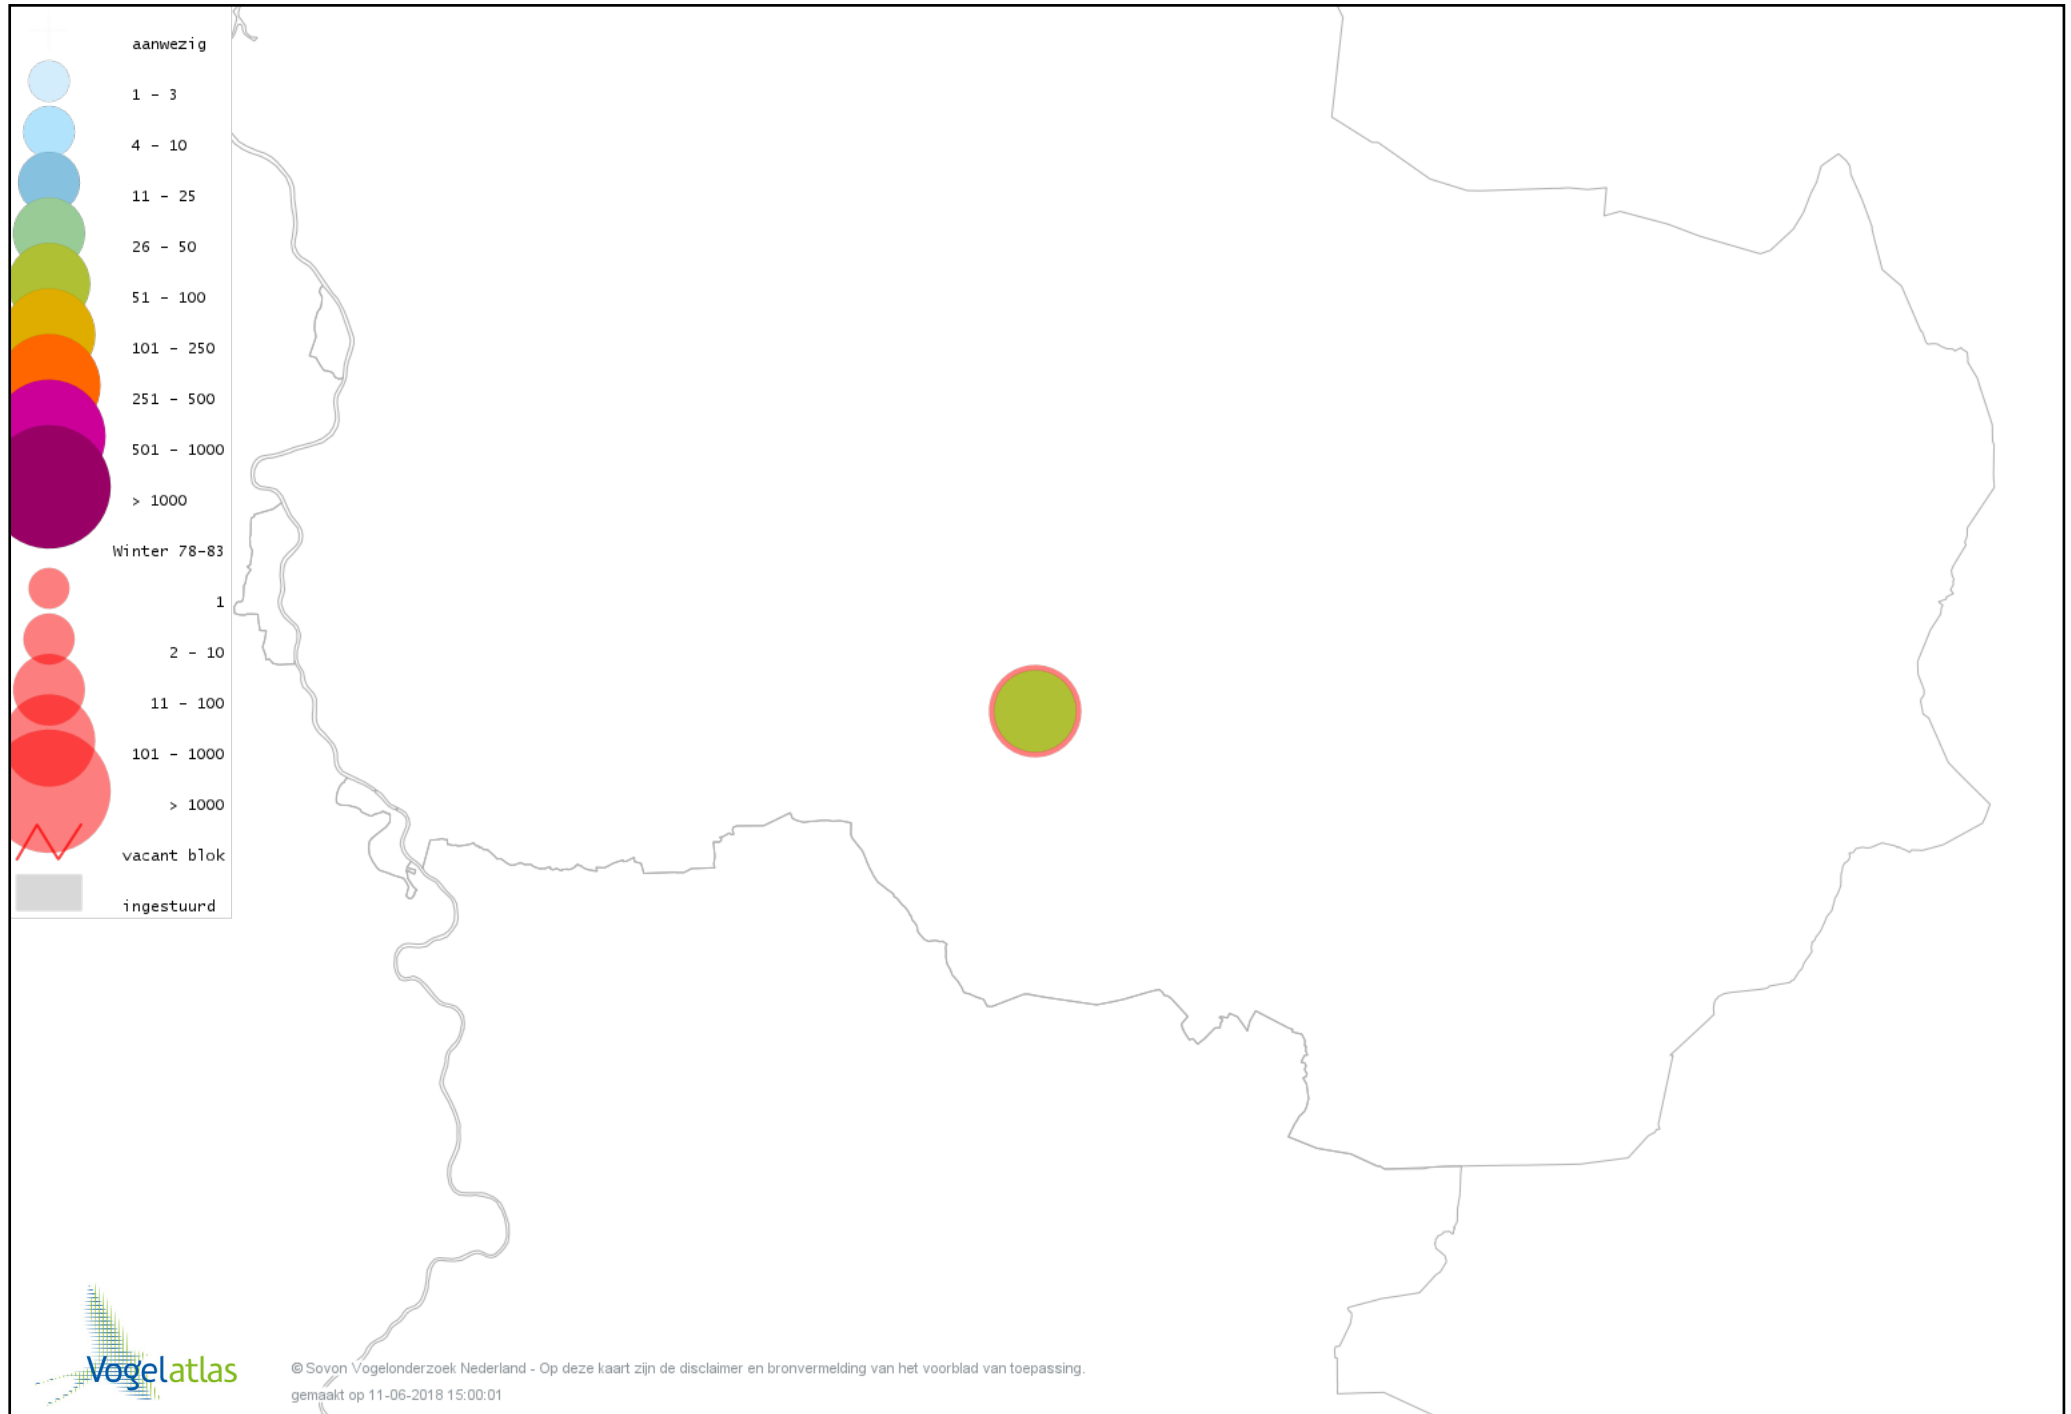 aanwezig
1 - 3
4 - 10
11 - 25
26 - 50
51 - 100
101 - 250
251 - 500
501 - 1000
> 1000
Winter 78-83
1
2 - 10
11 - 100
101 - 1000
> 1000
vacant blok
ingestuurd
Vogelatlas
© Sovon Vogelonderzoek Nederland - Op deze kaart zijn de disclaimer en bronvermelding van het voorblad van toepassing.
gemaakt op 11-06-2018 15:00:01